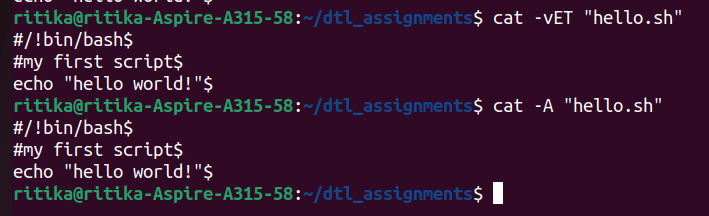 ritika@ritika-Aspire-A315-58:~/dtl_assignments$ cat -vET "hello.sh"
#/!bin/bash$
#my first script$
echo "hello world!"$
ritika@ritika-Aspire-A315-58:~/dtl_assignments$ cat -A "hello.sh"
#/!bin/bash$
#my first script$
echo "hello world!"$
ritika@ritika-Aspire-A315-58:~/dtl_assignments$